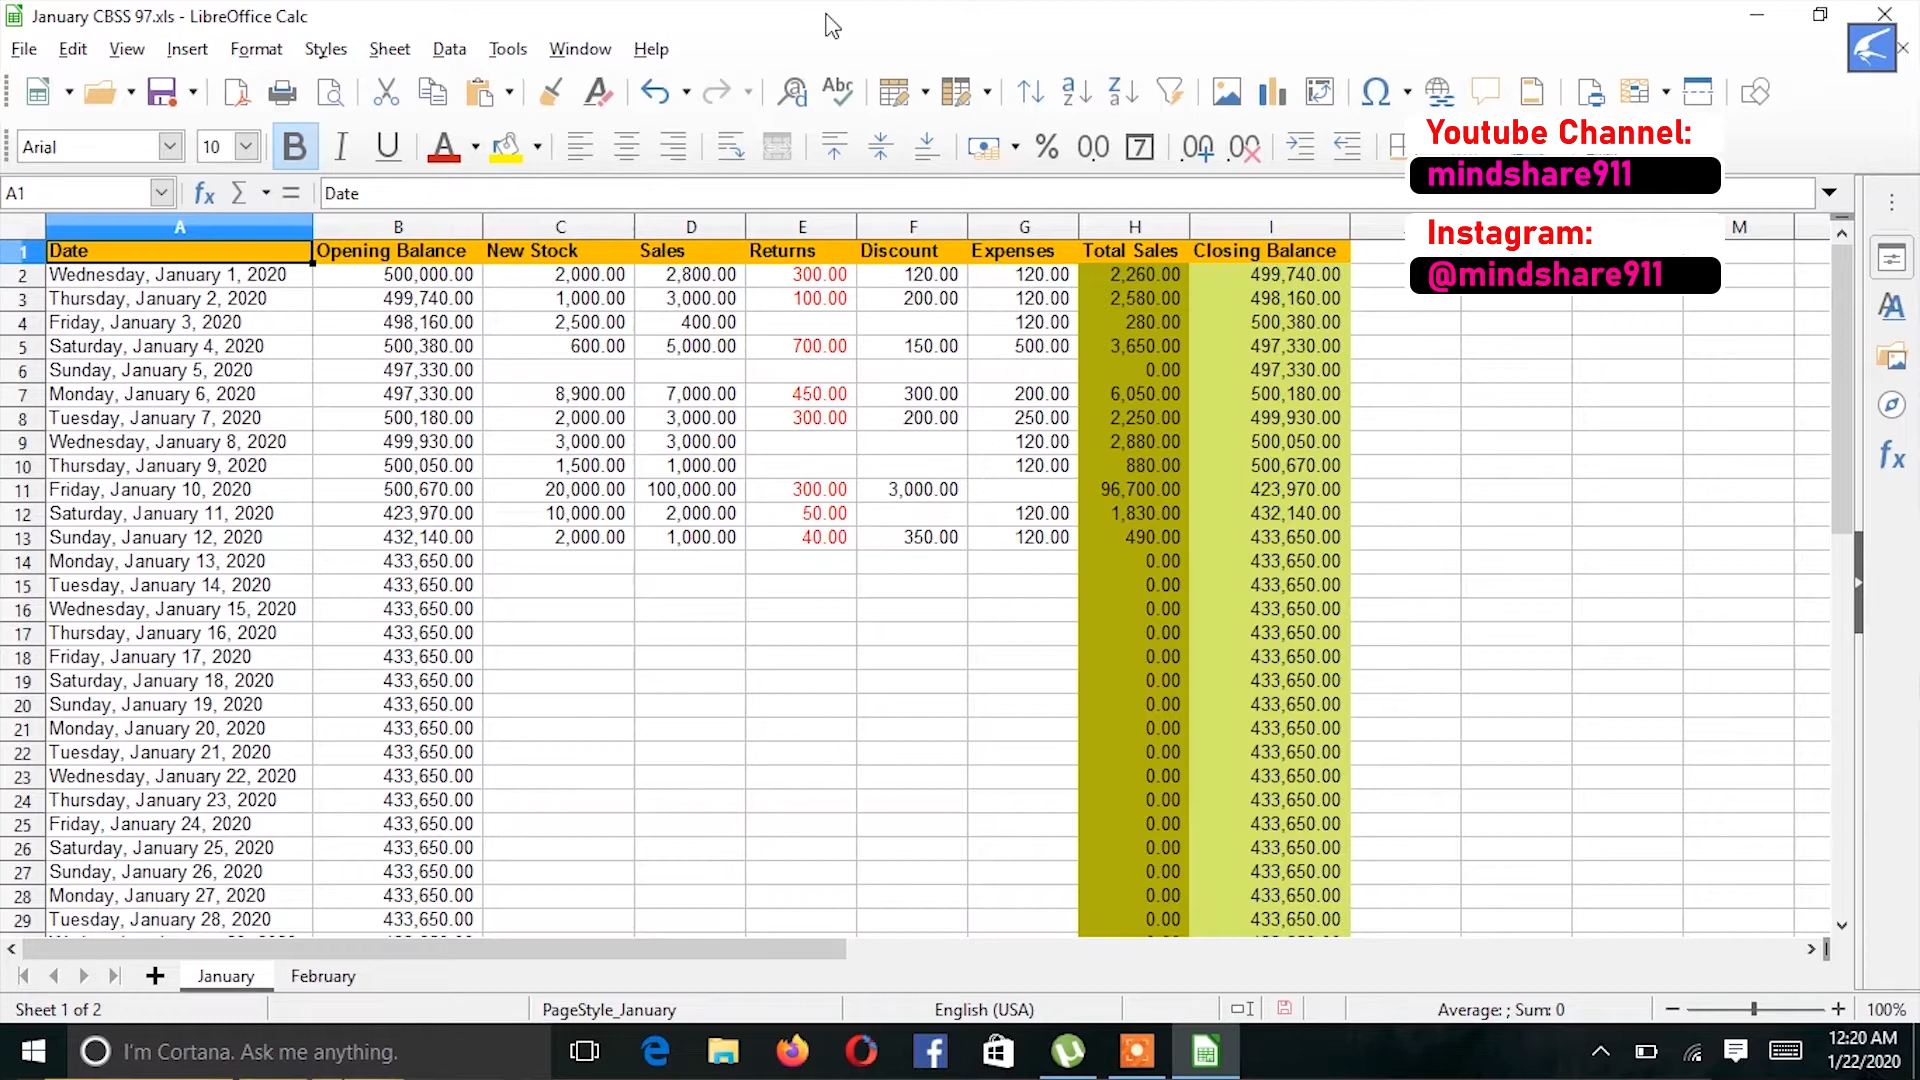 January CBSS 97.xls - LibreOffice Calc
File Edit View Insert Format Styles Sheet Data Tools Window Help
Arial 10
Youtube Channel:
mindshare911
Instagram:
@mindshare911
A1 Date
A B C D E F G H I M
1 Date Opening Balance New Stock Sales Returns Discount Expenses Total Sales Closing Balance
2 Wednesday, January 1, 2020 500,000.00 2,000.00 2,800.00 300.00 120.00 120.00 2,260.00 499,740.00
3 Thursday, January 2, 2020 499,740.00 1,000.00 3,000.00 100.00 200.00 120.00 2,580.00 498,160.00
4 Friday, January 3, 2020 498,160.00 2,500.00 400.00 120.00 280.00 500,380.00
5 Saturday, January 4, 2020 500,380.00 600.00 5,000.00 700.00 150.00 500.00 3,650.00 497,330.00
6 Sunday, January 5, 2020 497,330.00 0.00 497,330.00
7 Monday, January 6, 2020 497,330.00 8,900.00 7,000.00 450.00 300.00 200.00 6,050.00 500,180.00
8 Tuesday, January 7, 2020 500,180.00 2,000.00 3,000.00 300.00 200.00 250.00 2,250.00 499,930.00
9 Wednesday, January 8, 2020 499,930.00 3,000.00 3,000.00 120.00 2,880.00 500,050.00
10 Thursday, January 9, 2020 500,050.00 1,500.00 1,000.00 120.00 880.00 500,670.00
11 Friday, January 10, 2020 500,670.00 20,000.00 100,000.00 300.00 3,000.00 96,700.00 423,970.00
12 Saturday, January 11, 2020 423,970.00 10,000.00 2,000.00 50.00 120.00 1,830.00 432,140.00
13 Sunday, January 12, 2020 432,140.00 2,000.00 1,000.00 40.00 350.00 120.00 490.00 433,650.00
14 Monday, January 13, 2020 433,650.00 0.00 433,650.00
15 Tuesday, January 14, 2020 433,650.00 0.00 433,650.00
16 Wednesday, January 15, 2020 433,650.00 0.00 433,650.00
17 Thursday, January 16, 2020 433,650.00 0.00 433,650.00
18 Friday, January 17, 2020 433,650.00 0.00 433,650.00
19 Saturday, January 18, 2020 433,650.00 0.00 433,650.00
20 Sunday, January 19, 2020 433,650.00 0.00 433,650.00
21 Monday, January 20, 2020 433,650.00 0.00 433,650.00
22 Tuesday, January 21, 2020 433,650.00 0.00 433,650.00
23 Wednesday, January 22, 2020 433,650.00 0.00 433,650.00
24 Thursday, January 23, 2020 433,650.00 0.00 433,650.00
25 Friday, January 24, 2020 433,650.00 0.00 433,650.00
26 Saturday, January 25, 2020 433,650.00 0.00 433,650.00
27 Sunday, January 26, 2020 433,650.00 0.00 433,650.00
28 Monday, January 27, 2020 433,650.00 0.00 433,650.00
29 Tuesday, January 28, 2020 433,650.00 0.00 433,650.00
January February
Sheet 1 of 2 PageStyle_January English (USA) Average: ; Sum: 0 100%
I'm Cortana. Ask me anything.
12:20 AM
1/22/2020